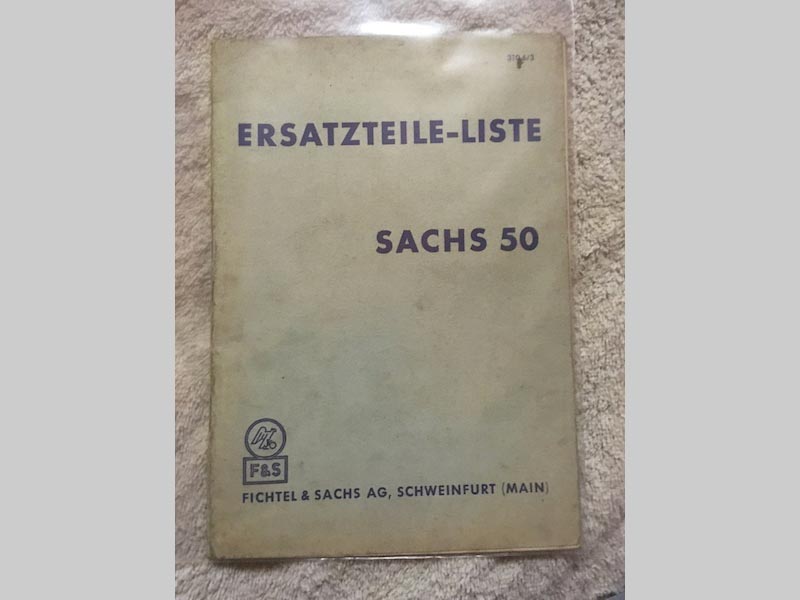 ERSATZTEILE-LISTE
SACHS 50
F&S
FICHTEL & SACHS AG, SCHWEINFURT (MAIN)